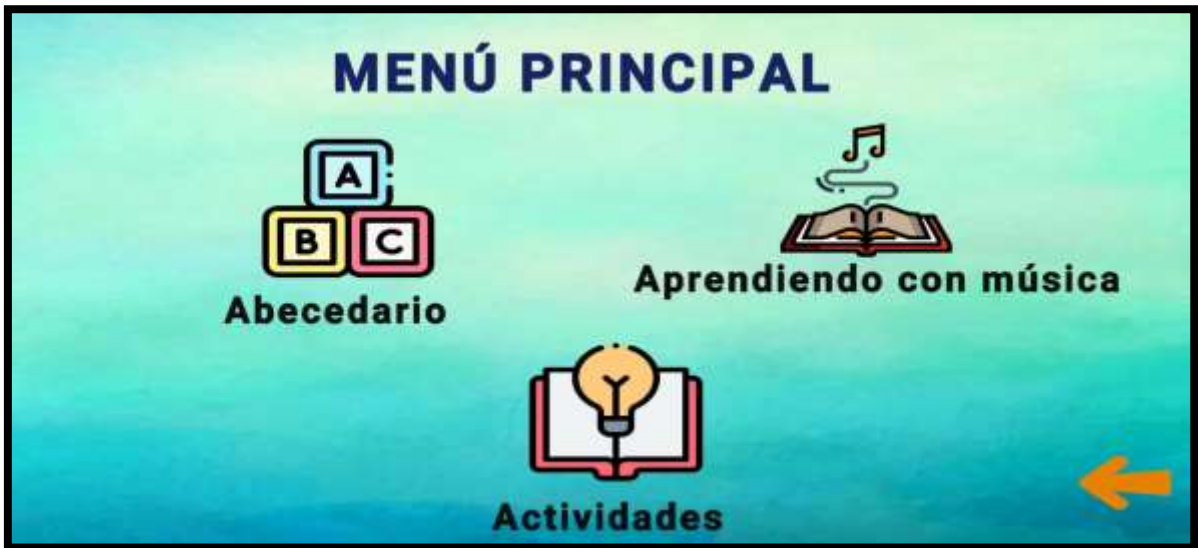 MENÚ PRINCIPAL
A
B C
Abecedario
Aprendiendo con música
Actividades